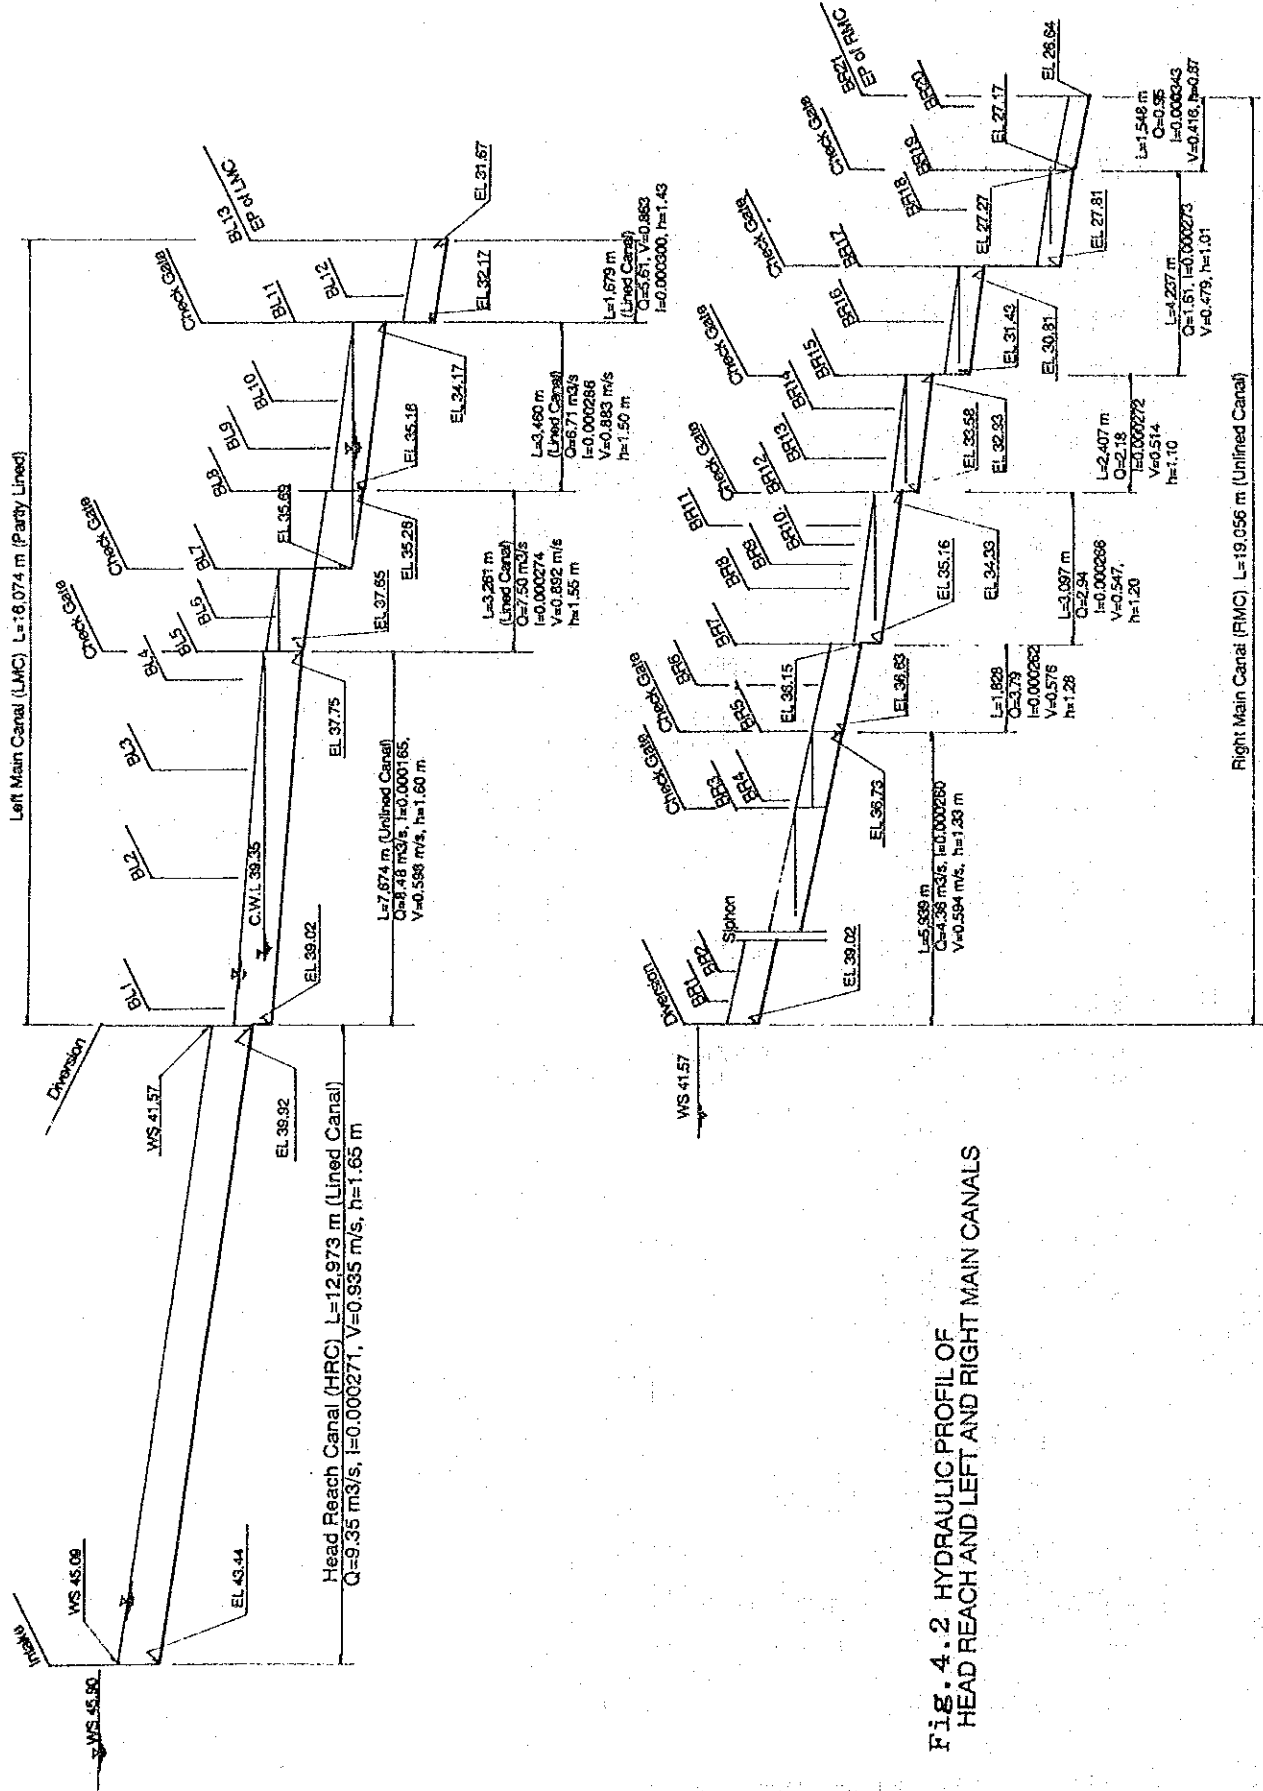 Left Main Canal (LMC) L=16,074 m (Partly Lined)
Intake
WS 45.90
WS 45.09
EL 43.44
Head Reach Canal (HRC) L=12,973 m (Lined Canal)
Q=9.35 m3/s, I=0.000271, V=0.935 m/s, h=1.65 m
Diversion
WS 41.57
EL 39.92
EL 39.02
BL1
BL2
BL3
BL4
BL5
BL6
BL7
BL8
BL9
BL10
BL11
BL12
BL13
EP of LMC
Check Gate
Check Gate
Check Gate
C.W.L 39.35
L=7,674 m (Unlined Canal)
Q=8.48 m3/s, I=0.000165,
V=0.598 m/s, h=1.60 m
EL 37.75
EL 37.65
EL 35.69
EL 35.26
EL 35.16
L=3,261 m
(Lined Canal)
Q=7.50 m3/s
I=0.000274
V=0.892 m/s
h=1.55 m
L=3,460 m
(Lined Canal)
Q=6.71 m3/s
I=0.000286
V=0.883 m/s
h=1.50 m
EL 34.17
EL 32.17
EL 31.67
L=1,679 m
(Lined Canal)
Q=5.61, V=0.863
I=0.000300, h=1.43
WS 41.57
Diversion
BR1
BR2
Siphon
EL 39.02
Check Gate
BR3
BR4
Check Gate
BR5
BR6
BR7
BR8
BR9
BR10
BR11
Check Gate
BR12
BR13
BR14
Check Gate
BR15
BR16
Check Gate
BR17
BR18
Check Gate
BR19
BR20
BR21
EP of RMC
L=5,939 m
Q=4.36 m3/s, I=0.000260
V=0.594 m/s, h=1.33 m
EL 36.73
EL 36.63
EL 36.15
L=1,828
Q=3.79
I=0.000262
V=0.576
h=1.28
EL 35.16
EL 34.33
L=3,097 m
Q=2.94
I=0.000266
V=0.547,
h=1.20
EL 33.58
EL 32.93
L=2,407 m
Q=2.18
I=0.000272
V=0.514
h=1.10
EL 31.43
EL 30.81
L=4,237 m
Q=1.61, I=0.000273
V=0.479, h=1.01
EL 27.81
EL 27.27
EL 27.17
EL 26.64
L=1,548 m
Q=0.95
I=0.000343
V=0.416, h=0.87
Right Main Canal (RMC) L=19,056 m (Unlined Canal)
Fig.4.2 HYDRAULIC PROFIL OF
HEAD REACH AND LEFT AND RIGHT MAIN CANALS